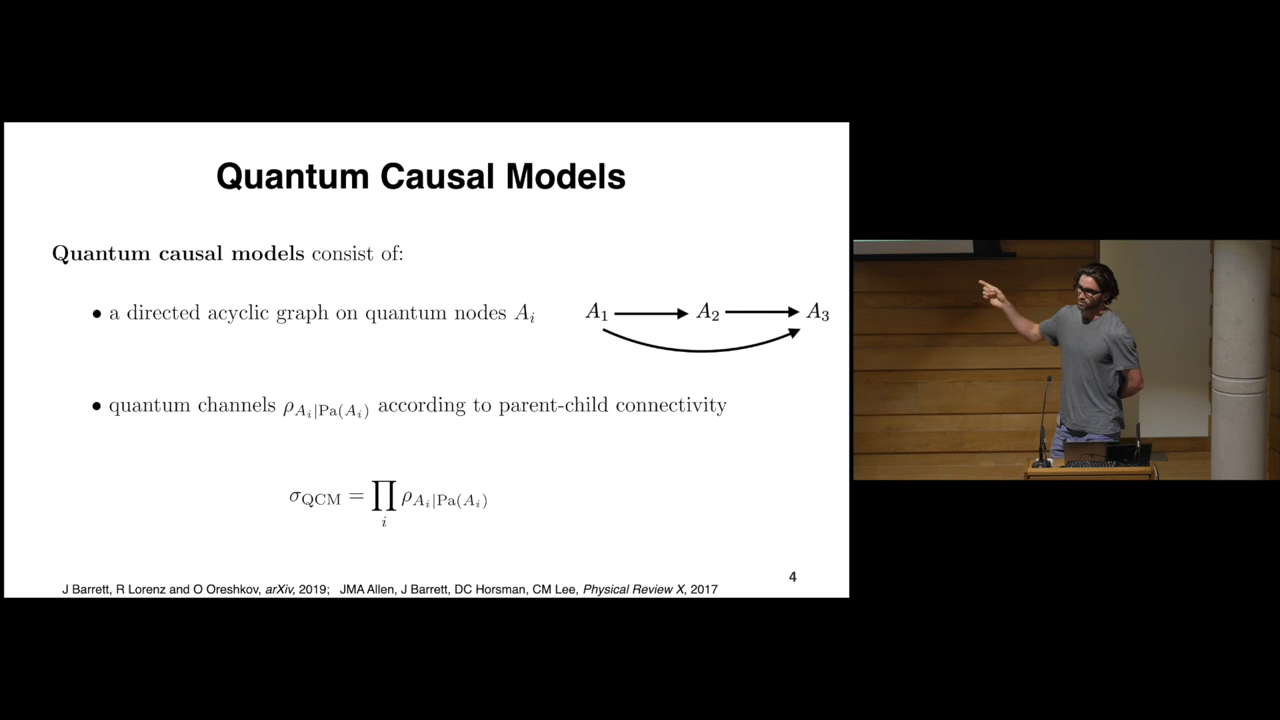 Quantum Causal Models
Quantum causal models consist of:
• a directed acyclic graph on quantum nodes A_i
A_1 A_2 A_3
• quantum channels ρ_{A_i|Pa(A_i)} according to parent-child connectivity
σ_QCM = ∏_i ρ_{A_i|Pa(A_i)}
4
J Barrett, R Lorenz and O Oreshkov, arXiv, 2019; JMA Allen, J Barrett, DC Horsman, CM Lee, Physical Review X, 2017